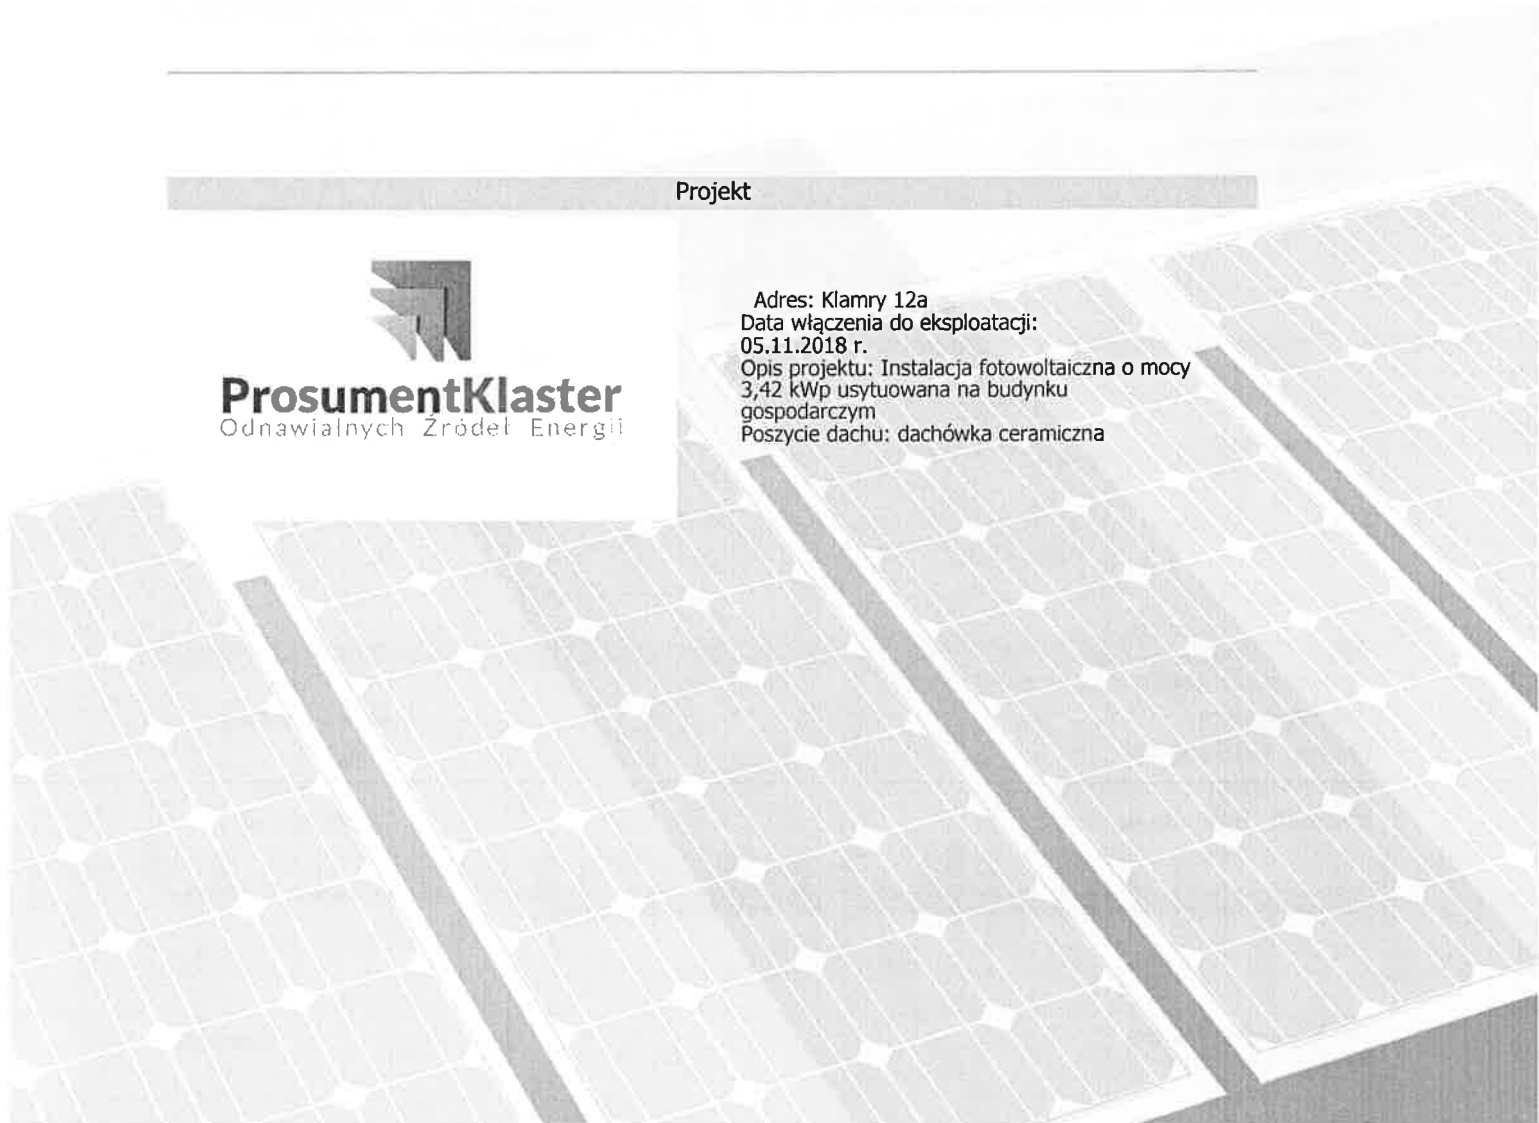 Projekt
ProsumentKlaster
Odnawialnych Źródeł Energii
Adres: Klamry 12a
Data włączenia do eksploatacji:
05.11.2018 r.
Opis projektu: Instalacja fotowoltaiczna o mocy
3,42 kWp usytuowana na budynku
gospodarczym
Poszycie dachu: dachówka ceramiczna